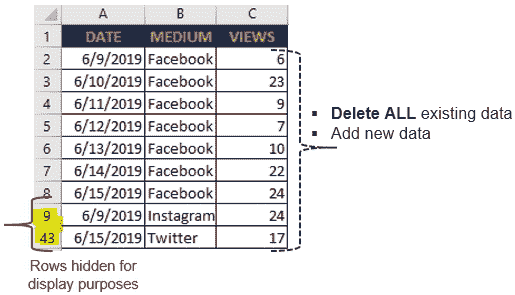 A B C
1 DATE MEDIUM VIEWS
2 6/9/2019 Facebook 6
3 6/10/2019 Facebook 23
4 6/11/2019 Facebook 9
5 6/12/2019 Facebook 7
6 6/13/2019 Facebook 10
7 6/14/2019 Facebook 22
8 6/15/2019 Facebook 24
9 6/9/2019 Instagram 24
43 6/15/2019 Twitter 17
▪ Delete ALL existing data
▪ Add new data
Rows hidden for
display purposes